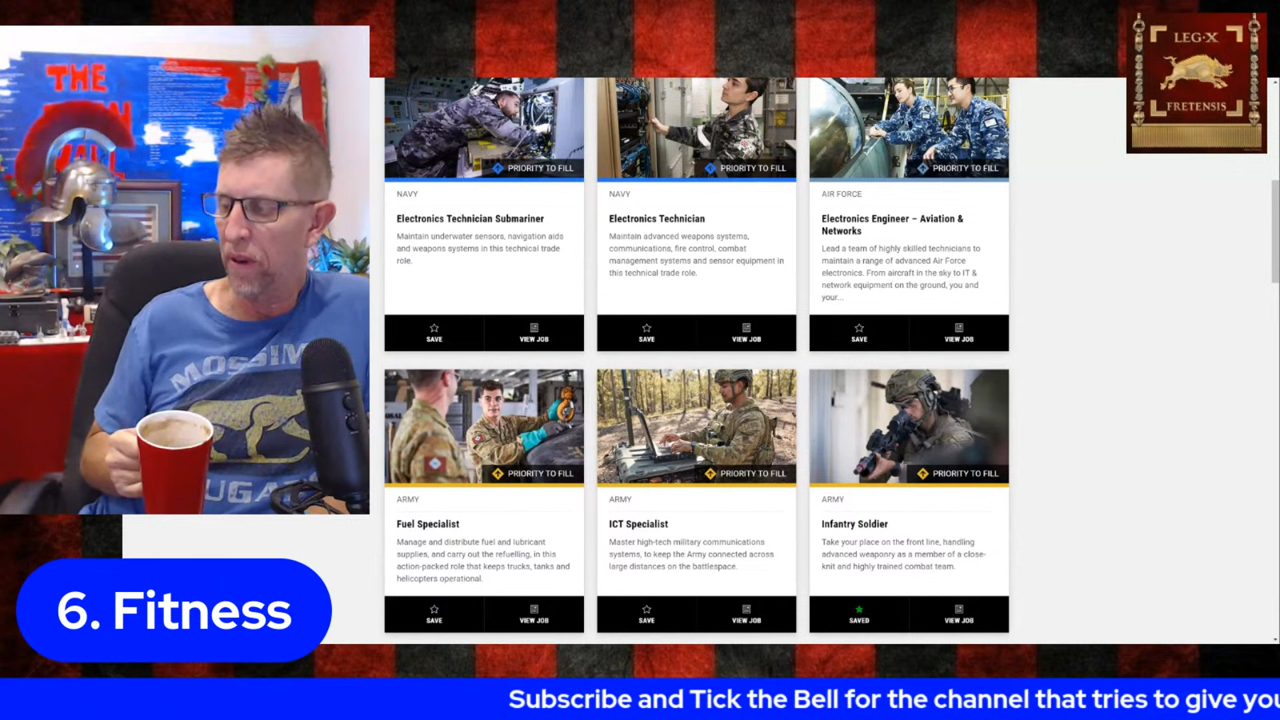 THE
MOSSIM
UGA
LEG·X
FRETENSIS
PRIORITY TO FILL
PRIORITY TO FILL
PRIORITY TO FILL
NAVY
Electronics Technician Submariner
Maintain underwater sensors, navigation aids
and weapons systems in this technical trade
role.
SAVE
VIEW JOB
NAVY
Electronics Technician
Maintain advanced weapons systems,
communications, fire control, combat
management systems and sensor equipment in
this technical trade role.
SAVE
VIEW JOB
AIR FORCE
Electronics Engineer – Aviation &
Networks
Lead a team of highly skilled technicians to
maintain a range of advanced Air Force
electronics. From aircraft in the sky to IT &
network equipment on the ground, you and
your...
SAVE
VIEW JOB
PRIORITY TO FILL
PRIORITY TO FILL
PRIORITY TO FILL
ARMY
Fuel Specialist
Manage and distribute fuel and lubricant
supplies, and carry out the refuelling, in this
action-packed role that keeps trucks, tanks and
helicopters operational.
SAVE
VIEW JOB
ARMY
ICT Specialist
Master high-tech military communications
systems, to keep the Army connected across
large distances on the battlespace.
SAVE
VIEW JOB
ARMY
Infantry Soldier
Take your place on the front line, handling
advanced weaponry as a member of a close-
knit and highly trained combat team.
SAVED
VIEW JOB
6. Fitness
Subscribe and Tick the Bell for the channel that tries to give you